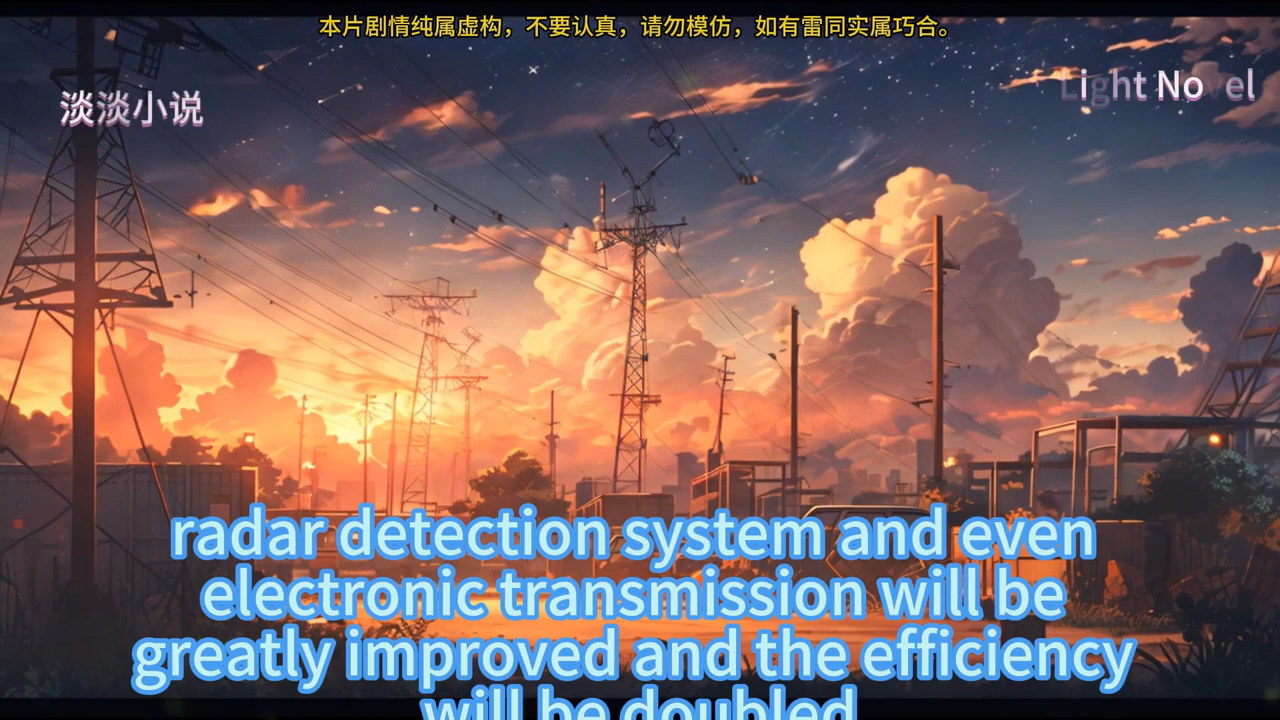 本片剧情纯属虚构，不要认真，请勿模仿，如有雷同实属巧合。
淡淡小说
Light Novel
radar detection system and even
electronic transmission will be
greatly improved and the efficiency
will be doubled